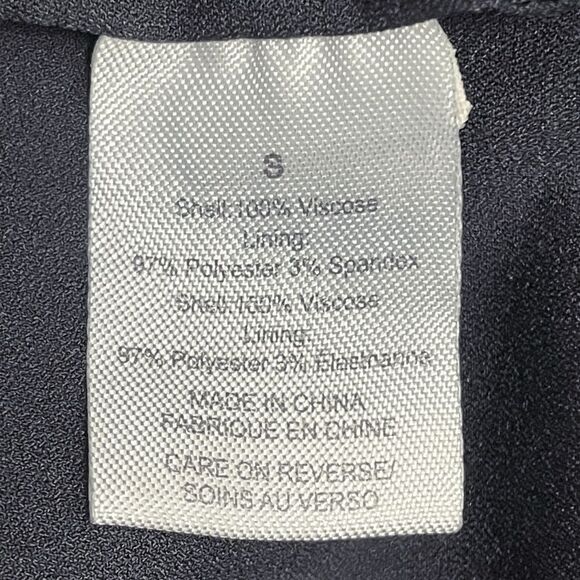 S
Shell:100% Viscose
Lining:
97% Polyester 3% Spandex
Shell:100% Viscose
Lining:
97% Polyester 3% Elasthanne
MADE IN CHINA
FABRIQUE EN CHINE
CARE ON REVERSE/
SOINS AU VERSO